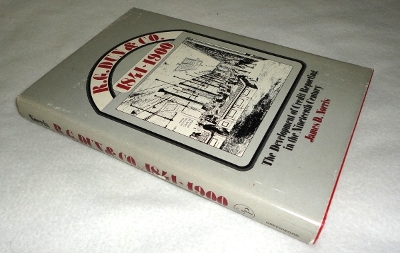 R.G. DUN & CO.
1841-1900
The Development of Credit Reporting
in the Nineteenth Century
James D. Norris
Norris R.G. DUN & CO. 1841-1900